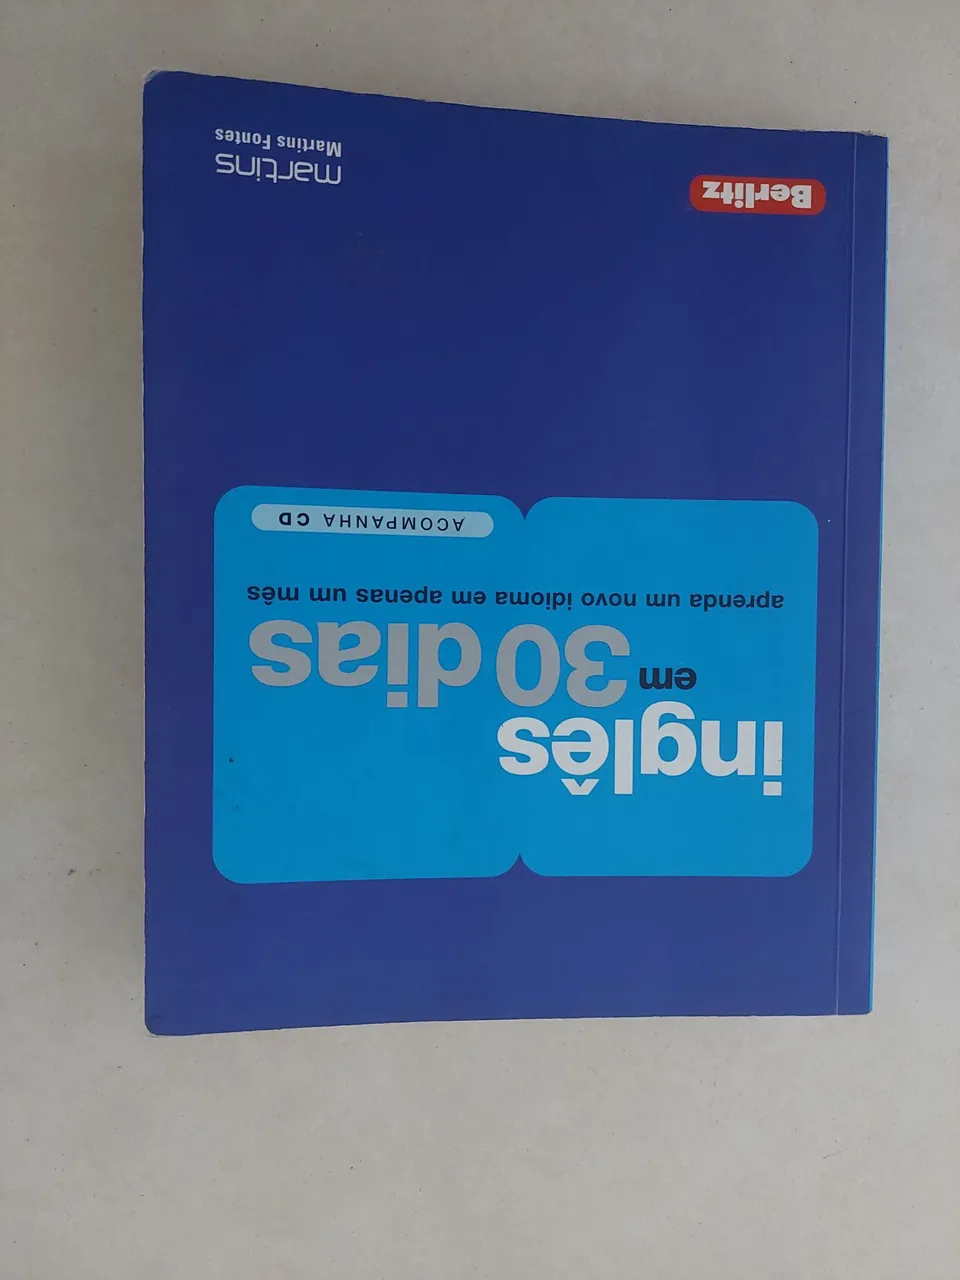 inglês
em 30 dias
aprenda um novo idioma em apenas um mês
ACOMPANHA CD
Berlitz
martins
Martins Fontes